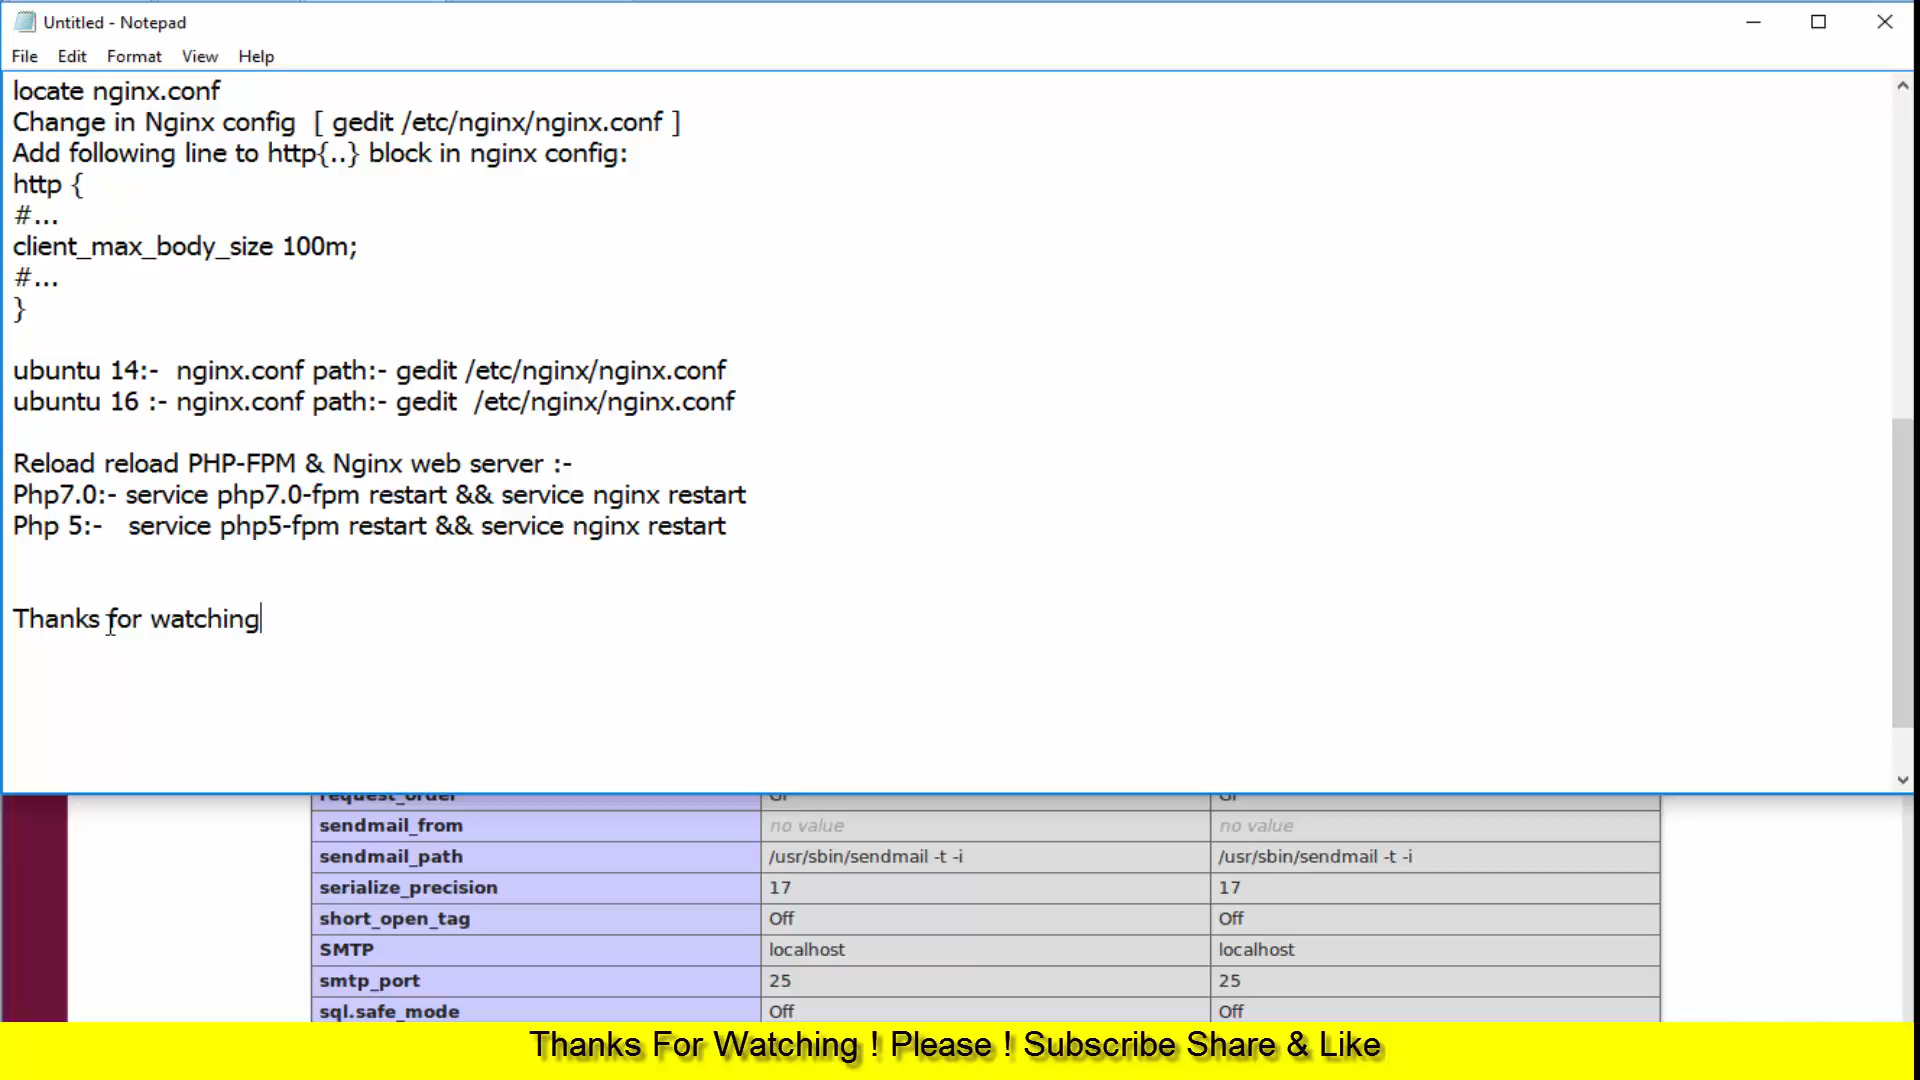 Untitled - Notepad
File Edit Format View Help
locate nginx.conf
Change in Nginx config  [ gedit /etc/nginx/nginx.conf ]
Add following line to http{..} block in nginx config:
http {
#...
client_max_body_size 100m;
#...
}
ubuntu 14:-  nginx.conf path:- gedit /etc/nginx/nginx.conf
ubuntu 16 :- nginx.conf path:- gedit  /etc/nginx/nginx.conf
Reload reload PHP-FPM & Nginx web server :-
Php7.0:- service php7.0-fpm restart && service nginx restart
Php 5:-   service php5-fpm restart && service nginx restart
Thanks for watching
request_order GP GP
sendmail_from no value no value
sendmail_path /usr/sbin/sendmail -t -i /usr/sbin/sendmail -t -i
serialize_precision 17 17
short_open_tag Off Off
SMTP localhost localhost
smtp_port 25 25
sql.safe_mode Off Off
Thanks For Watching ! Please ! Subscribe Share & Like